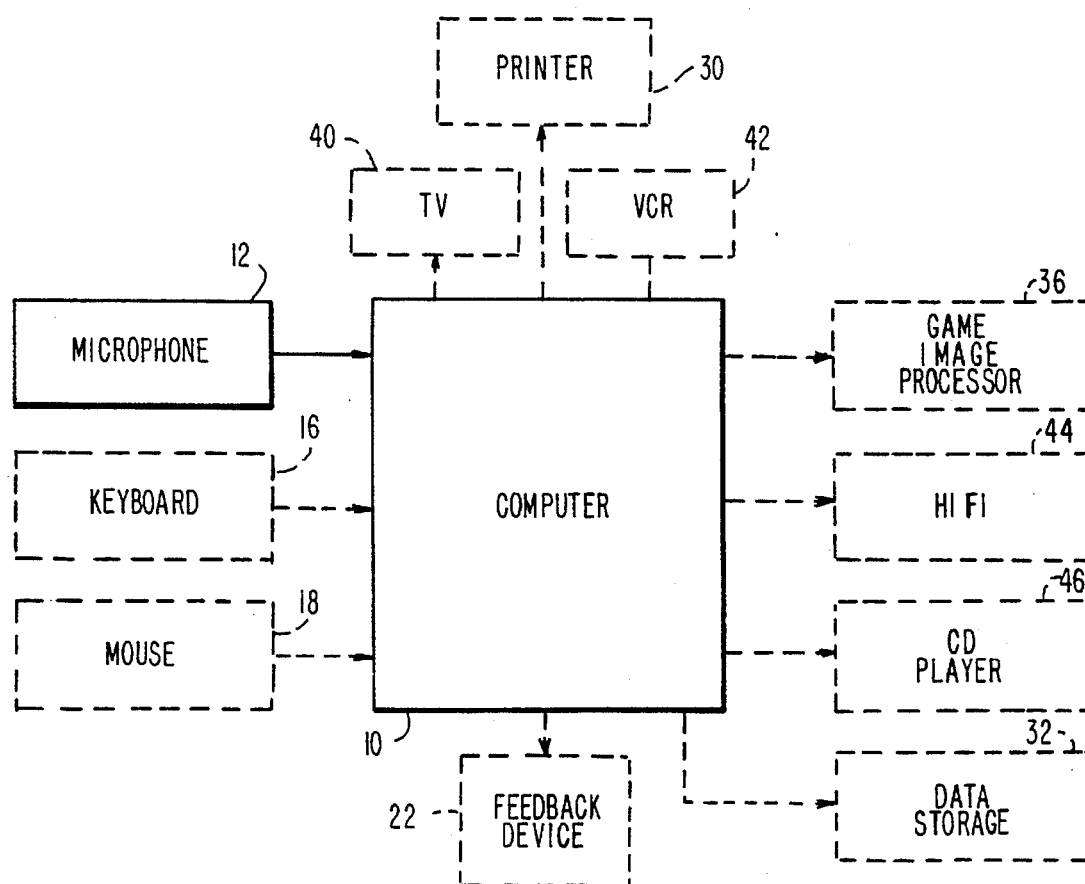 PRINTER
30
40
TV
42
VCR
12
MICROPHONE
36
GAME
IMAGE
PROCESSOR
16
KEYBOARD
COMPUTER
44
HI FI
18
MOUSE
46
CD
PLAYER
10
22
FEEDBACK
DEVICE
32
DATA
STORAGE